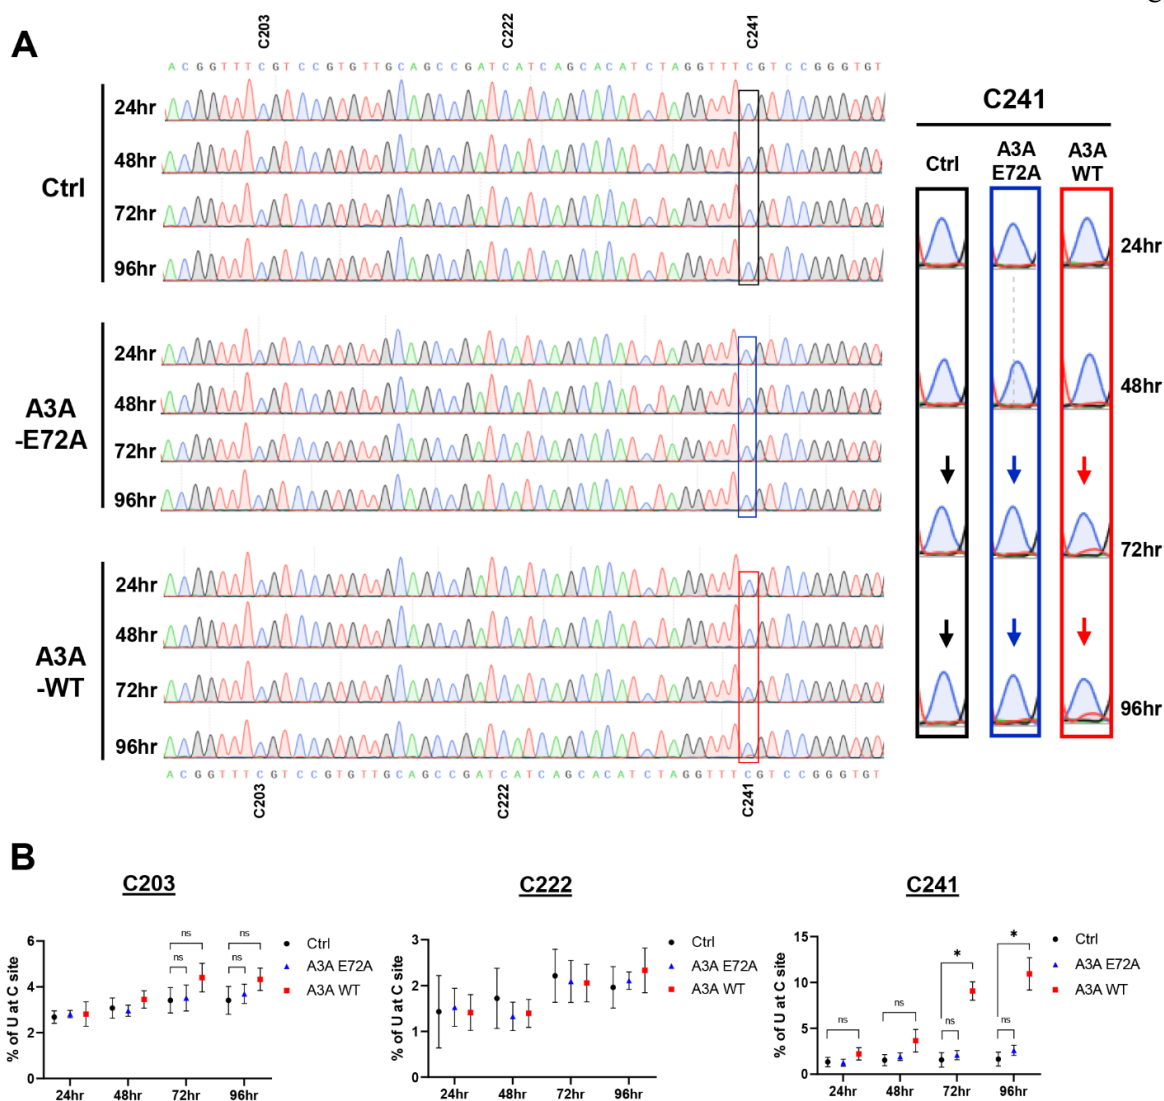 g
A
C203 C222 C241
ACGGTTTCGTCCGTGTTGCAGCCGATCATCAGCACATCTAGGTTTCGTCCGGGTGT
Ctrl
24hr
48hr
72hr
96hr
A3A
-E72A
24hr
48hr
72hr
96hr
A3A
-WT
24hr
48hr
72hr
96hr
ACGGTTTCGTCCGTGTTGCAGCCGATCATCAGCACATCTAGGTTTCGTCCGGGTGT
C203 C222 C241
C241
Ctrl
A3A
E72A
A3A
WT
24hr
48hr
72hr
96hr
B
C203
% of U at C site
6
4
2
0
24hr 48hr 72hr 96hr
ns
ns
ns
ns
Ctrl
A3A E72A
A3A WT
C222
% of U at C site
3
2
1
0
24hr 48hr 72hr 96hr
Ctrl
A3A E72A
A3A WT
C241
% of U at C site
15
10
5
0
24hr 48hr 72hr 96hr
ns
ns
*
ns
*
ns
Ctrl
A3A E72A
A3A WT